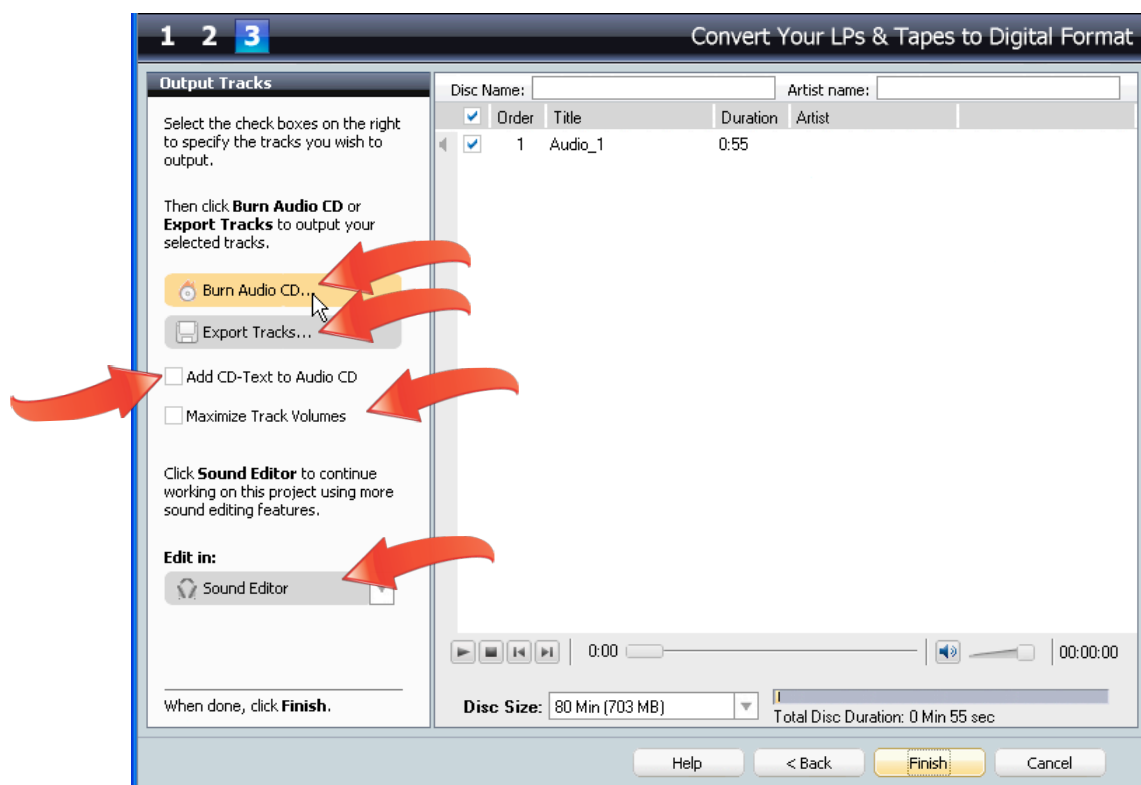 1 2 3 Convert Your LPs & Tapes to Digital Format
Output Tracks
Select the check boxes on the right
to specify the tracks you wish to
output.
Then click Burn Audio CD or
Export Tracks to output your
selected tracks.
Burn Audio CD...
Export Tracks...
Add CD-Text to Audio CD
Maximize Track Volumes
Click Sound Editor to continue
working on this project using more
sound editing features.
Edit in:
Sound Editor
When done, click Finish.
Disc Name: Artist name:
Order Title Duration Artist
1 Audio_1 0:55
0:00 00:00:00
Disc Size: 80 Min (703 MB)
Total Disc Duration: 0 Min 55 sec
Help < Back Finish Cancel